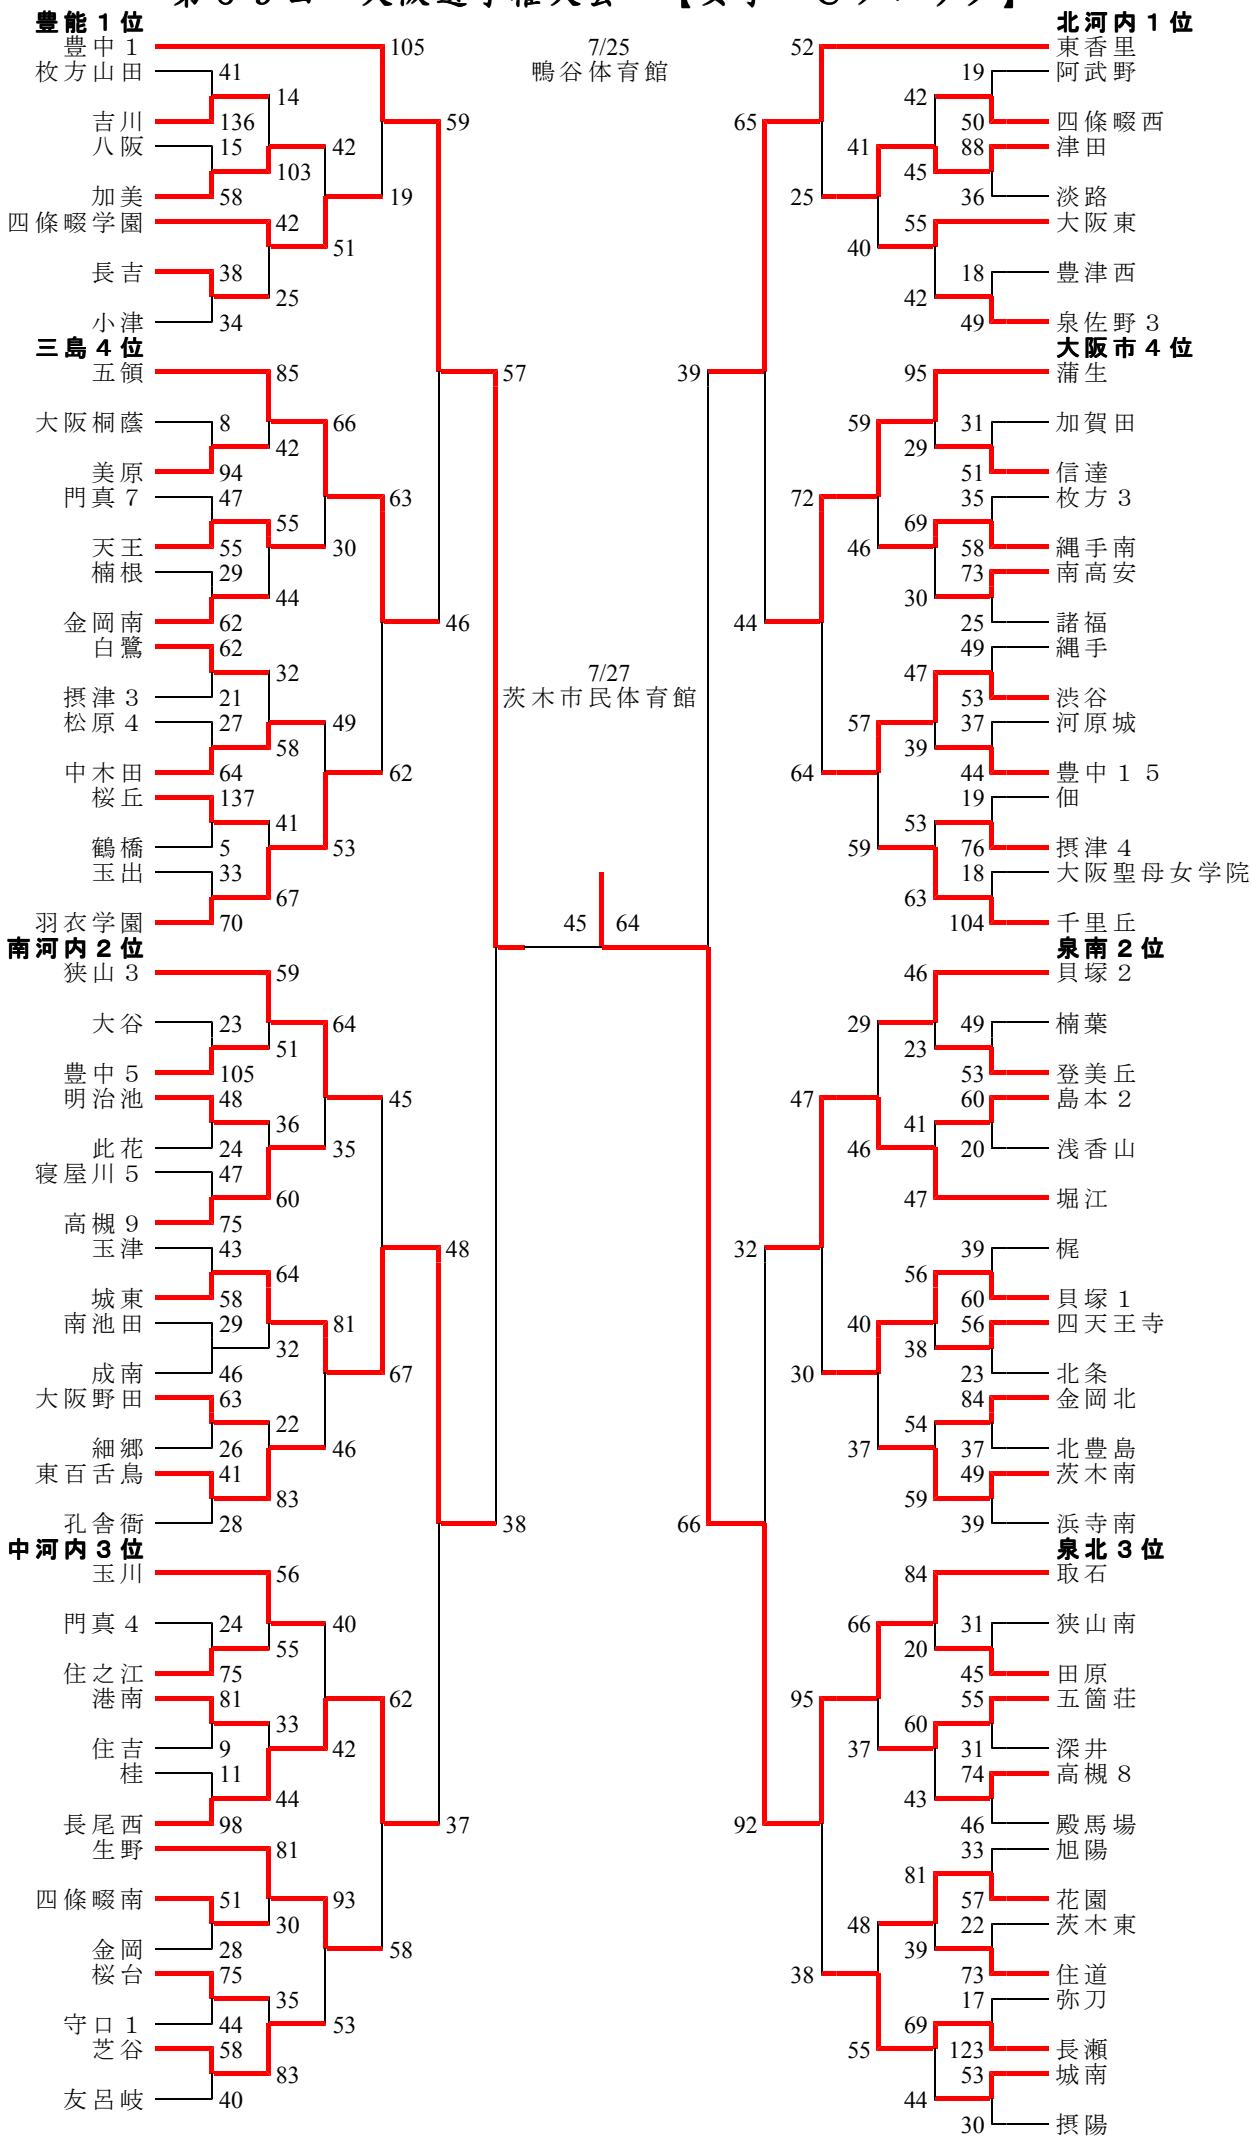 豊能１位
豊中１ 105
枚方山田 41
14
吉川 136 59
八阪 15 42
103
加美 58 19
四條畷学園 42
51
長吉 38
25
小津 34
三島４位
五領 85 57
大阪桐蔭 8 66
42
美原 94
門真７ 47 63
55
天王 55 30
楠根 29
44
金岡南 62 46
白鷺 62
32
摂津３ 21
松原４ 27 49
58
中木田 64 62
桜丘 137
41
鶴橋 5 53
玉出 33
67
羽衣学園 70
南河内２位
狭山３ 59
大谷 23 64
51
豊中５ 105
明治池 48 45
36
此花 24 35
寝屋川５ 47
60
高槻９ 75
玉津 43 48
64
城東 58
南池田 29 81
32
成南 46 67
大阪野田 63
22
細郷 26 46
東百舌鳥 41
83
孔舎衙 28 38
中河内３位
玉川 56
門真４ 24 40
55
住之江 75
港南 81 62
33
住吉 9 42
桂 11
44
長尾西 98 37
生野 81
四條畷南 51 93
30
金岡 28 58
桜台 75
35
守口１ 44 53
芝谷 58
83
友呂岐 40
7/25
鴨谷体育館
7/27
茨木市民体育館
45 64
北河内１位
52 東香里
19 阿武野
42
65 50 四條畷西
41 88 津田
45
25 36 淡路
55 大阪東
40
18 豊津西
42
49 泉佐野３
大阪市４位
39 95 蒲生
59 31 加賀田
29
51 信達
72 35 枚方３
69
46 58 縄手南
73 南高安
30
44 25 諸福
49 縄手
47
53 渋谷
57 37 河原城
39
64 44 豊中１５
19 佃
53
59 76 摂津４
18 大阪聖母女学院
63
104 千里丘
泉南２位
46 貝塚２
29 49 楠葉
23
53 登美丘
47 60 島本２
41
46 20 浅香山
47 堀江
32 39 梶
56
60 貝塚１
40 56 四天王寺
38
30 23 北条
84 金岡北
54
37 37 北豊島
49 茨木南
59
66 39 浜寺南
泉北３位
84 取石
66 31 狭山南
20
45 田原
95 55 五箇荘
60
37 31 深井
74 高槻８
43
92 46 殿馬場
33 旭陽
81
57 花園
48 22 茨木東
39
38 73 住道
17 弥刀
69
55 123 長瀬
53 城南
44
30 摂陽